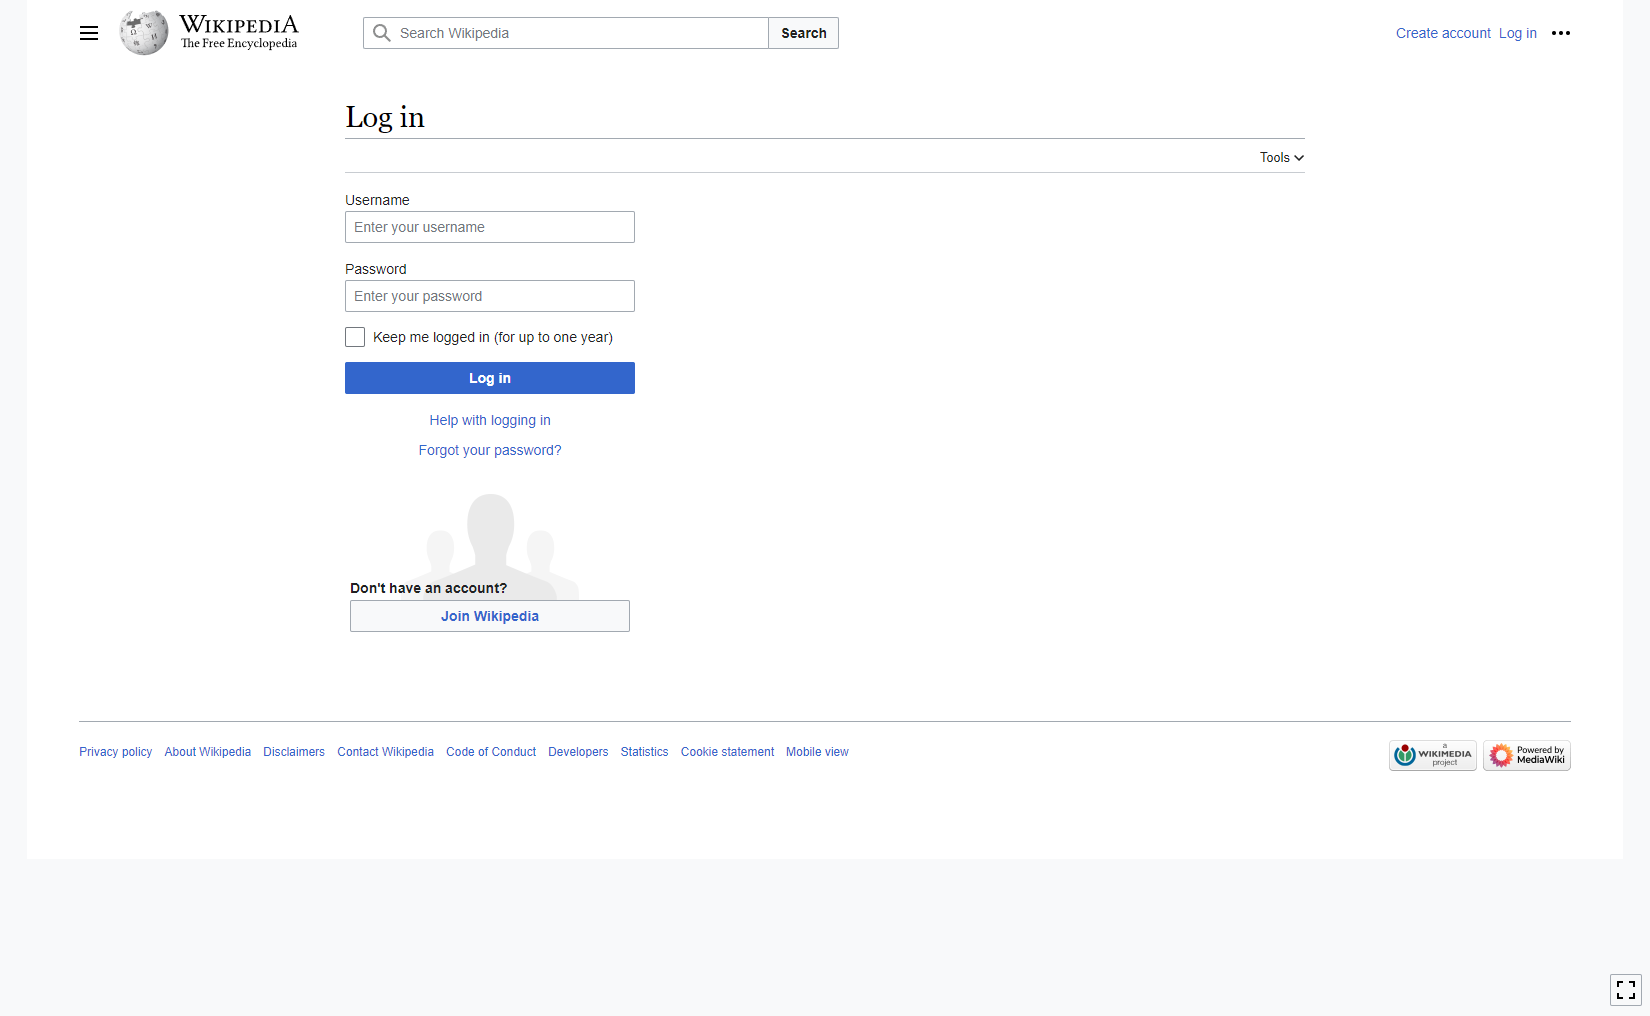 WIKIPEDIA
The Free Encyclopedia
Search Wikipedia
Search
Create account Log in
Log in
Tools
Username
Enter your username
Password
Enter your password
Keep me logged in (for up to one year)
Log in
Help with logging in
Forgot your password?
Don't have an account?
Join Wikipedia
Privacy policy About Wikipedia Disclaimers Contact Wikipedia Code of Conduct Developers Statistics Cookie statement Mobile view
a
WIKIMEDIA
project
Powered by
MediaWiki